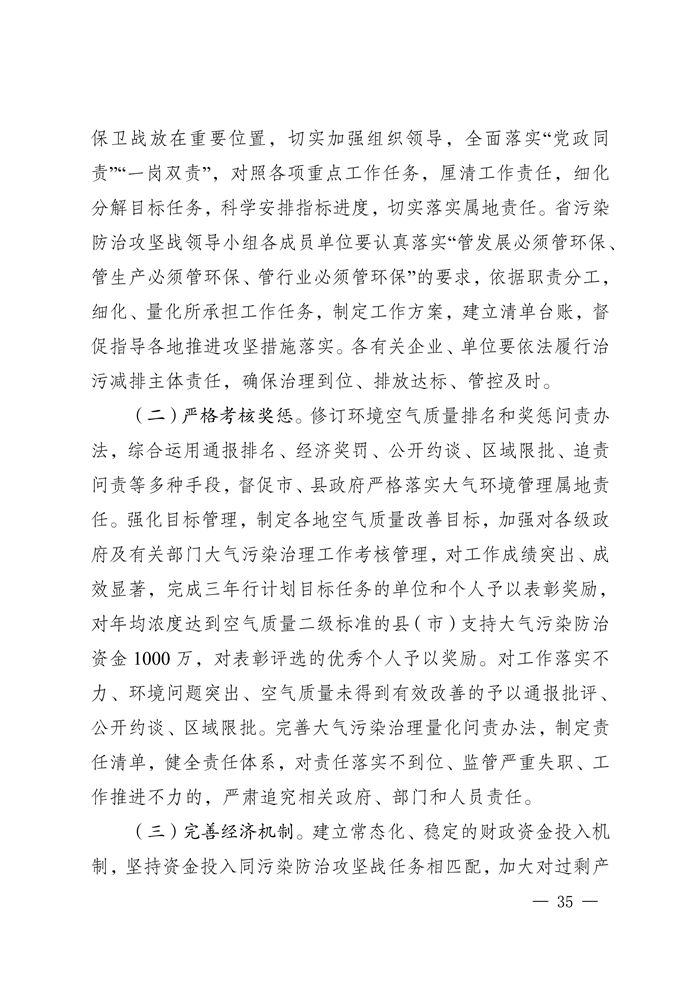 保卫战放在重要位置，切实加强组织领导，全面落实“党政同
责”“一岗双责”，对照各项重点工作任务，厘清工作责任，细化
分解目标任务，科学安排指标进度，切实落实属地责任。省污染
防治攻坚战领导小组各成员单位要认真落实“管发展必须管环保、
管生产必须管环保、管行业必须管环保”的要求，依据职责分工，
细化、量化所承担工作任务，制定工作方案，建立清单台账，督
促指导各地推进攻坚措施落实。各有关企业、单位要依法履行治
污减排主体责任，确保治理到位、排放达标、管控及时。
（二）严格考核奖惩。修订环境空气质量排名和奖惩问责办
法，综合运用通报排名、经济奖罚、公开约谈、区域限批、追责
问责等多种手段，督促市、县政府严格落实大气环境管理属地责
任。强化目标管理，制定各地空气质量改善目标，加强对各级政
府及有关部门大气污染治理工作考核管理，对工作成绩突出、成
效显著，完成三年行计划目标任务的单位和个人予以表彰奖励，
对年均浓度达到空气质量二级标准的县（市）支持大气污染防治
资金1000万，对表彰评选的优秀个人予以奖励。对工作落实不
力、环境问题突出、空气质量未得到有效改善的予以通报批评、
公开约谈、区域限批。完善大气污染治理量化问责办法，制定责
任清单，健全责任体系，对责任落实不到位、监管严重失职、工
作推进不力的，严肃追究相关政府、部门和人员责任。
（三）完善经济机制。建立常态化、稳定的财政资金投入机
制，坚持资金投入同污染防治攻坚战任务相匹配，加大对过剩产
— 35 —